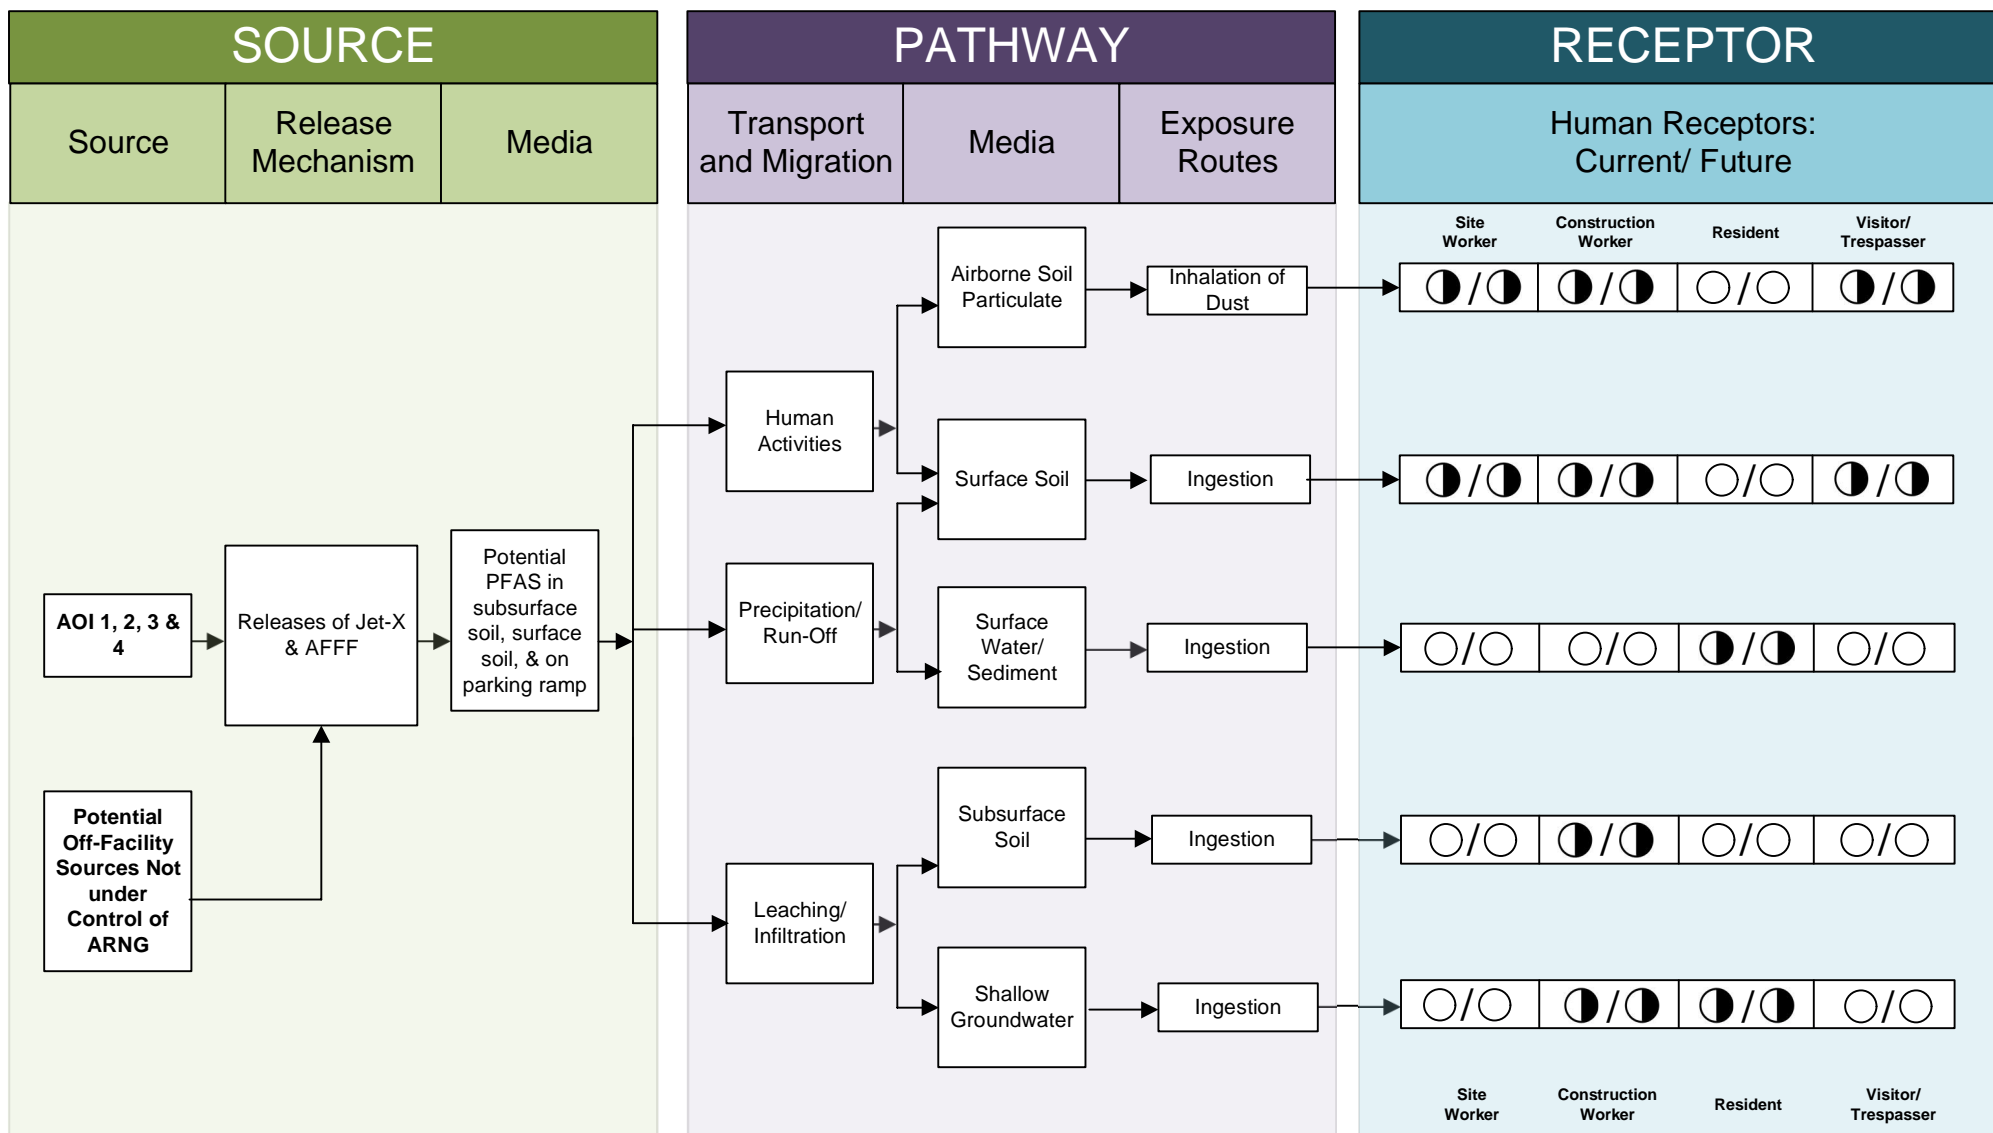 SOURCE
PATHWAY
RECEPTOR
Source
Release
Mechanism
Media
Transport
and Migration
Media
Exposure
Routes
Human Receptors:
Current/ Future
Site
Worker
Construction
Worker
Resident
Visitor/
Trespasser
Airborne Soil
Particulate
Inhalation of
Dust
/
/
/
/
Human
Activities
Surface Soil
Ingestion
/
/
/
/
AOI 1, 2, 3 &
4
Releases of Jet-X
& AFFF
Potential
PFAS in
subsurface
soil, surface
soil, & on
parking ramp
Precipitation/
Run-Off
Surface
Water/
Sediment
Ingestion
/
/
/
/
Potential
Off-Facility
Sources Not
under
Control of
ARNG
Subsurface
Soil
Ingestion
/
/
/
/
Leaching/
Infiltration
Shallow
Groundwater
Ingestion
/
/
/
/
Site
Worker
Construction
Worker
Resident
Visitor/
Trespasser